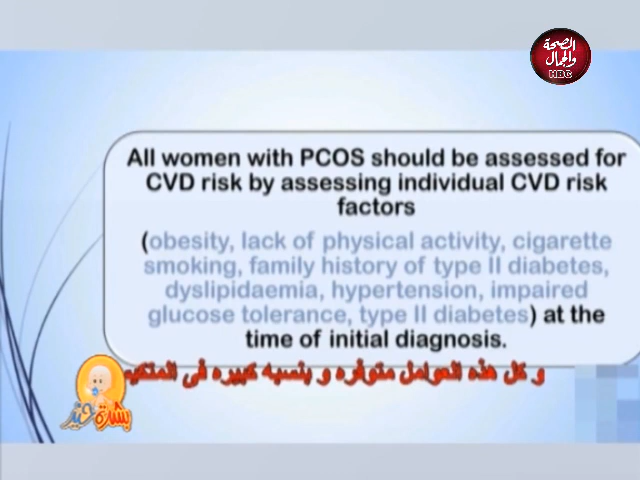 الصحة
والجمال
HBC
All women with PCOS should be assessed for
CVD risk by assessing individual CVD risk
factors
(obesity, lack of physical activity, cigarette
smoking, family history of type II diabetes,
dyslipidaemia, hypertension, impaired
glucose tolerance, type II diabetes) at the
time of initial diagnosis.
و كل هذه العوامل متوفره و بنسبه كبيره فى
بشرة خير